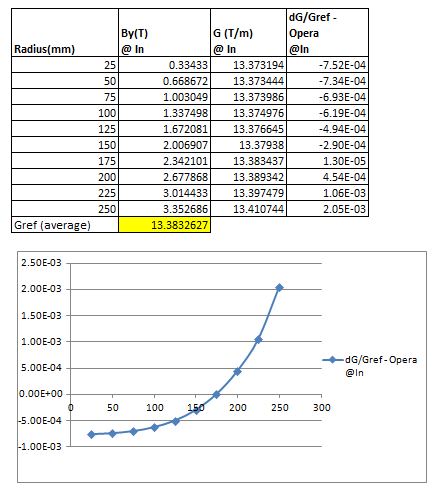 dG/Gref -
By(T) G (T/m) Opera
Radius(mm) @ In @ In @In
25 0.33433 13.373194 -7.52E-04
50 0.668672 13.373444 -7.34E-04
75 1.003049 13.373986 -6.93E-04
100 1.337498 13.374976 -6.19E-04
125 1.672081 13.376645 -4.94E-04
150 2.006907 13.37938 -2.90E-04
175 2.342101 13.383437 1.30E-05
200 2.677868 13.389342 4.54E-04
225 3.014433 13.397479 1.06E-03
250 3.352686 13.410744 2.05E-03
Gref (average) 13.3832627
2.50E-03
2.00E-03
1.50E-03
1.00E-03
5.00E-04
0.00E+00
-5.00E-04
-1.00E-03
0 50 100 150 200 250 300
dG/Gref - Opera
@In